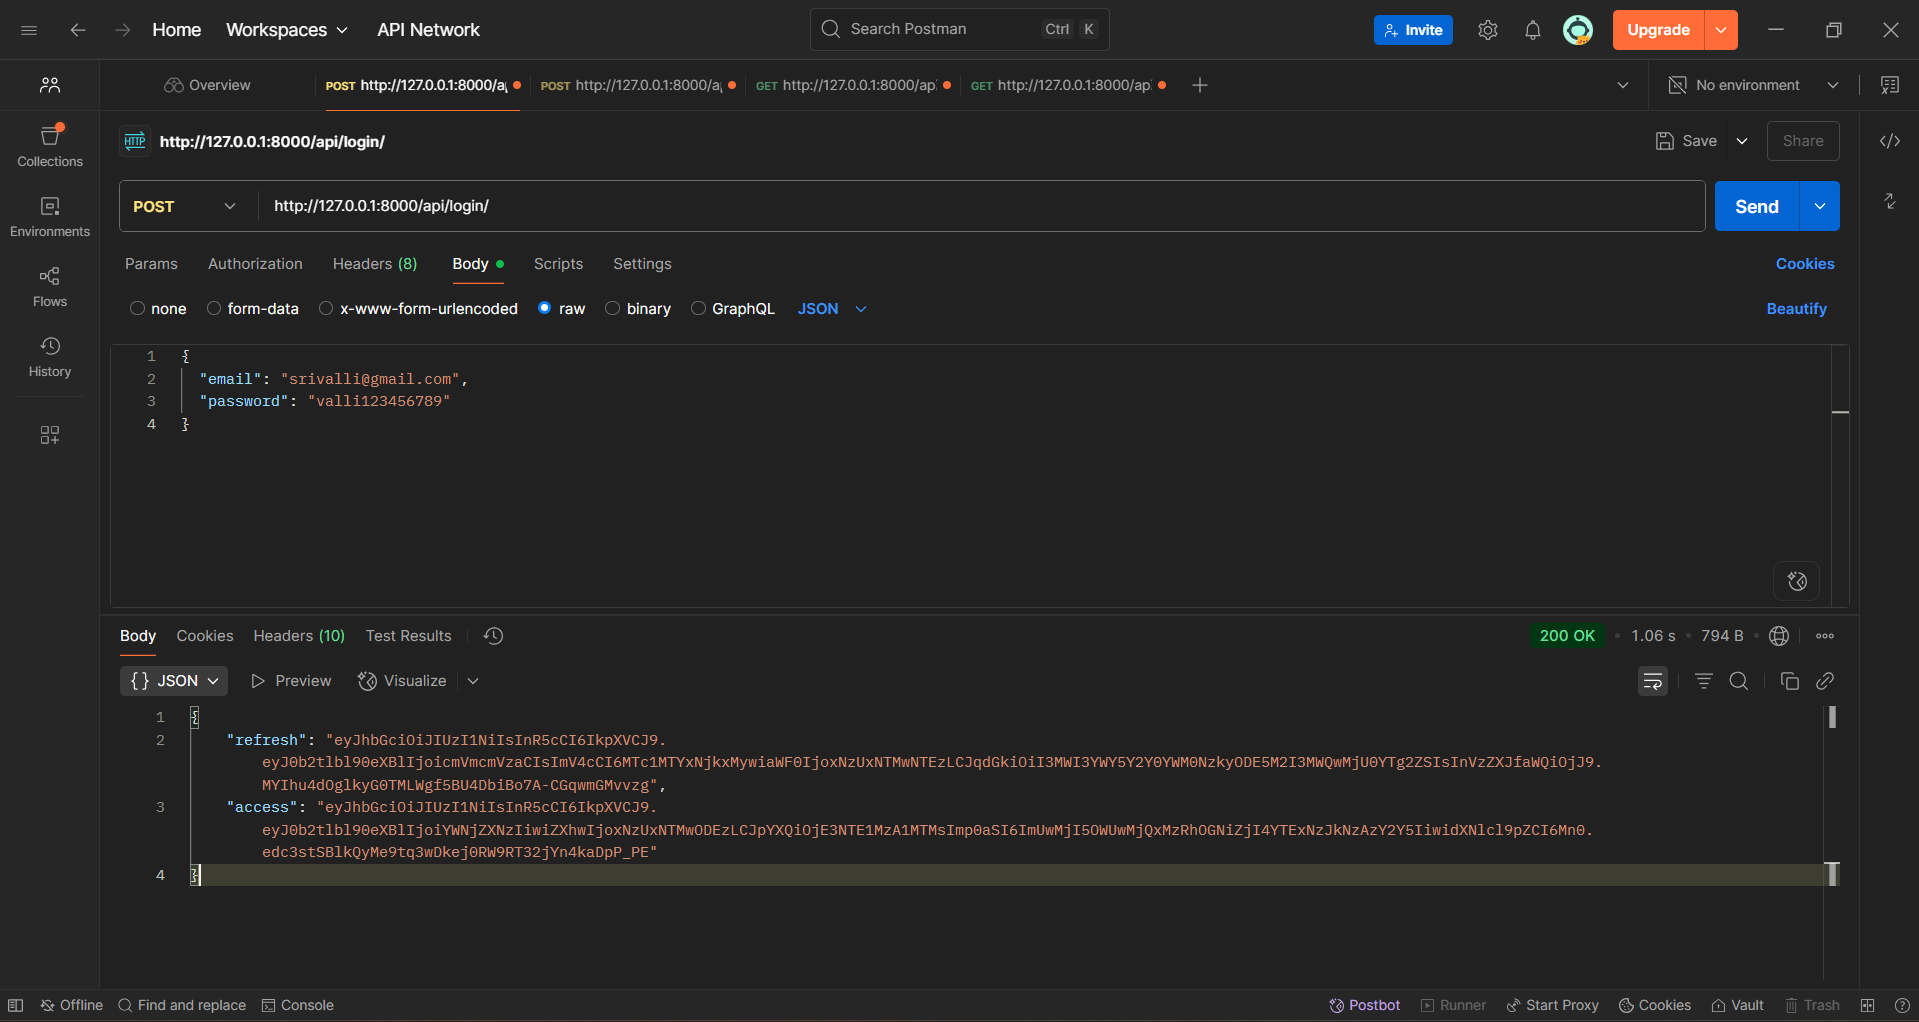 Home Workspaces API Network Search Postman Ctrl K Invite Upgrade
Overview POST http://127.0.0.1:8000/a POST http://127.0.0.1:8000/a GET http://127.0.0.1:8000/ap GET http://127.0.0.1:8000/ap No environment
HTTP http://127.0.0.1:8000/api/login/ Save Share
Collections
Environments
Flows
History
POST http://127.0.0.1:8000/api/login/ Send
Params Authorization Headers (8) Body Scripts Settings Cookies
none form-data x-www-form-urlencoded raw binary GraphQL JSON Beautify
1 {
2 "email": "srivalli@gmail.com",
3 "password": "valli123456789"
4 }
Body Cookies Headers (10) Test Results 200 OK 1.06 s 794 B
{} JSON Preview Visualize
1 {
2 "refresh": "eyJhbGciOiJIUzI1NiIsInR5cCI6IkpXVCJ9.
eyJ0b2tlbl90eXBlIjoicmVmcmVzaCIsImV4cCI6MTc1MTYxNjkxMywiaWF0IjoxNzUxNTMwNTEzLCJqdGkiOiI3MWI3YWY5Y2Y0YWM0NzkyODE5M2I3MWQwMjU0YTg2ZSIsInVzZXJfaWQiOjJ9.
MYIhu4dOglkyG0TMLWgf5BU4DbiBo7A-CGqwmGMvvzg",
3 "access": "eyJhbGciOiJIUzI1NiIsInR5cCI6IkpXVCJ9.
eyJ0b2tlbl90eXBlIjoiYWNjZXNzIiwiZXhwIjoxNzUxNTMwODEzLCJpYXQiOjE3NTE1MzA1MTMsImp0aSI6ImUwMjI5OWUwMjQxMzRhOGNiZjI4YTExNzJkNzAzY2Y5IiwidXNlcl9pZCI6Mn0.
edc3stSBlkQyMe9tq3wDkej0RW9RT32jYn4kaDpP_PE"
4 }
Offline Find and replace Console Postbot Runner Start Proxy Cookies Vault Trash